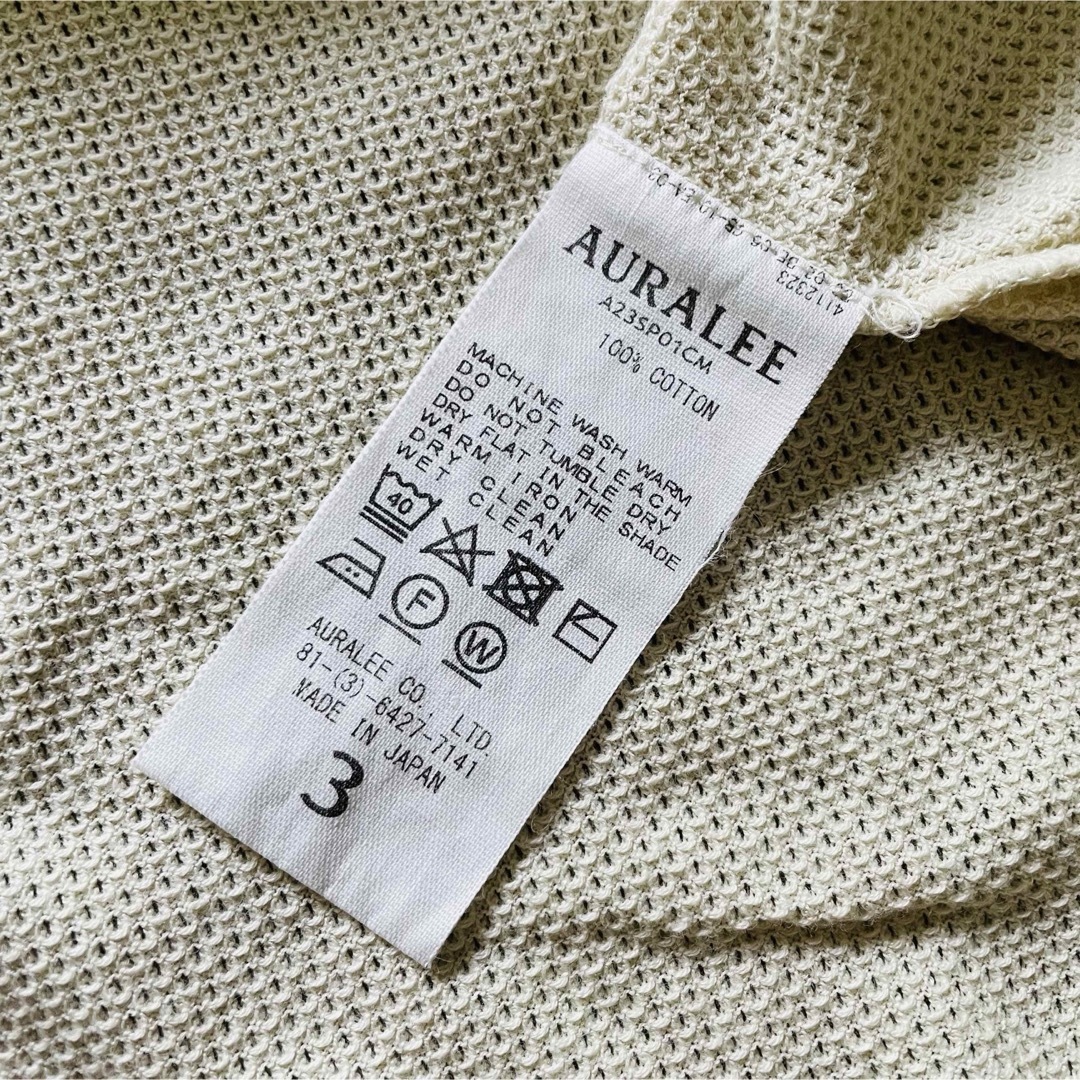 41122323
AURALEE
A23SP01CM
100% COTTON
MACHINE WASH WARM
DO NOT BLEACH
DO NOT TUMBLE DRY
DRY FLAT IN THE SHADE
WARM IRON
DRY CLEAN
WET CLEAN
40
F
W
AURALEE CO., LTD.
81-(3)-6427-7141
MADE IN JAPAN
3